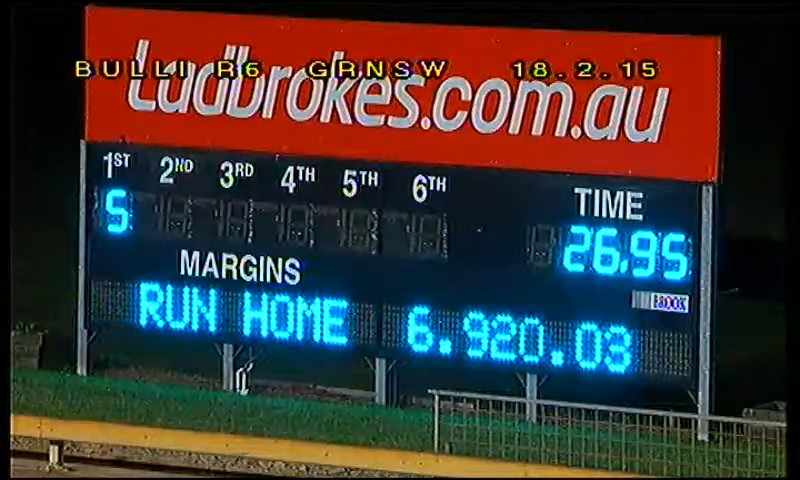 BULLI R6 GRNSW 18.2.15
Ladbrokes.com.au
1ST 2ND 3RD 4TH 5TH 6TH TIME
5 26.95
MARGINS
BROOK
RUN HOME 6.920.03